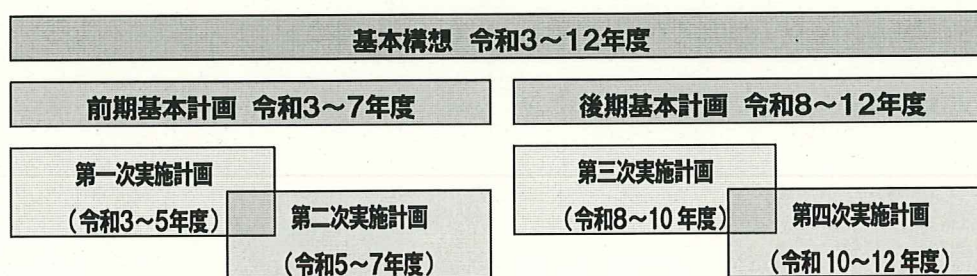 基本構想 令和3～12年度
前期基本計画 令和3～7年度
後期基本計画 令和8～12年度
第一次実施計画
（令和3～5年度）
第二次実施計画
（令和5～7年度）
第三次実施計画
（令和8～10年度）
第四次実施計画
（令和10～12年度）